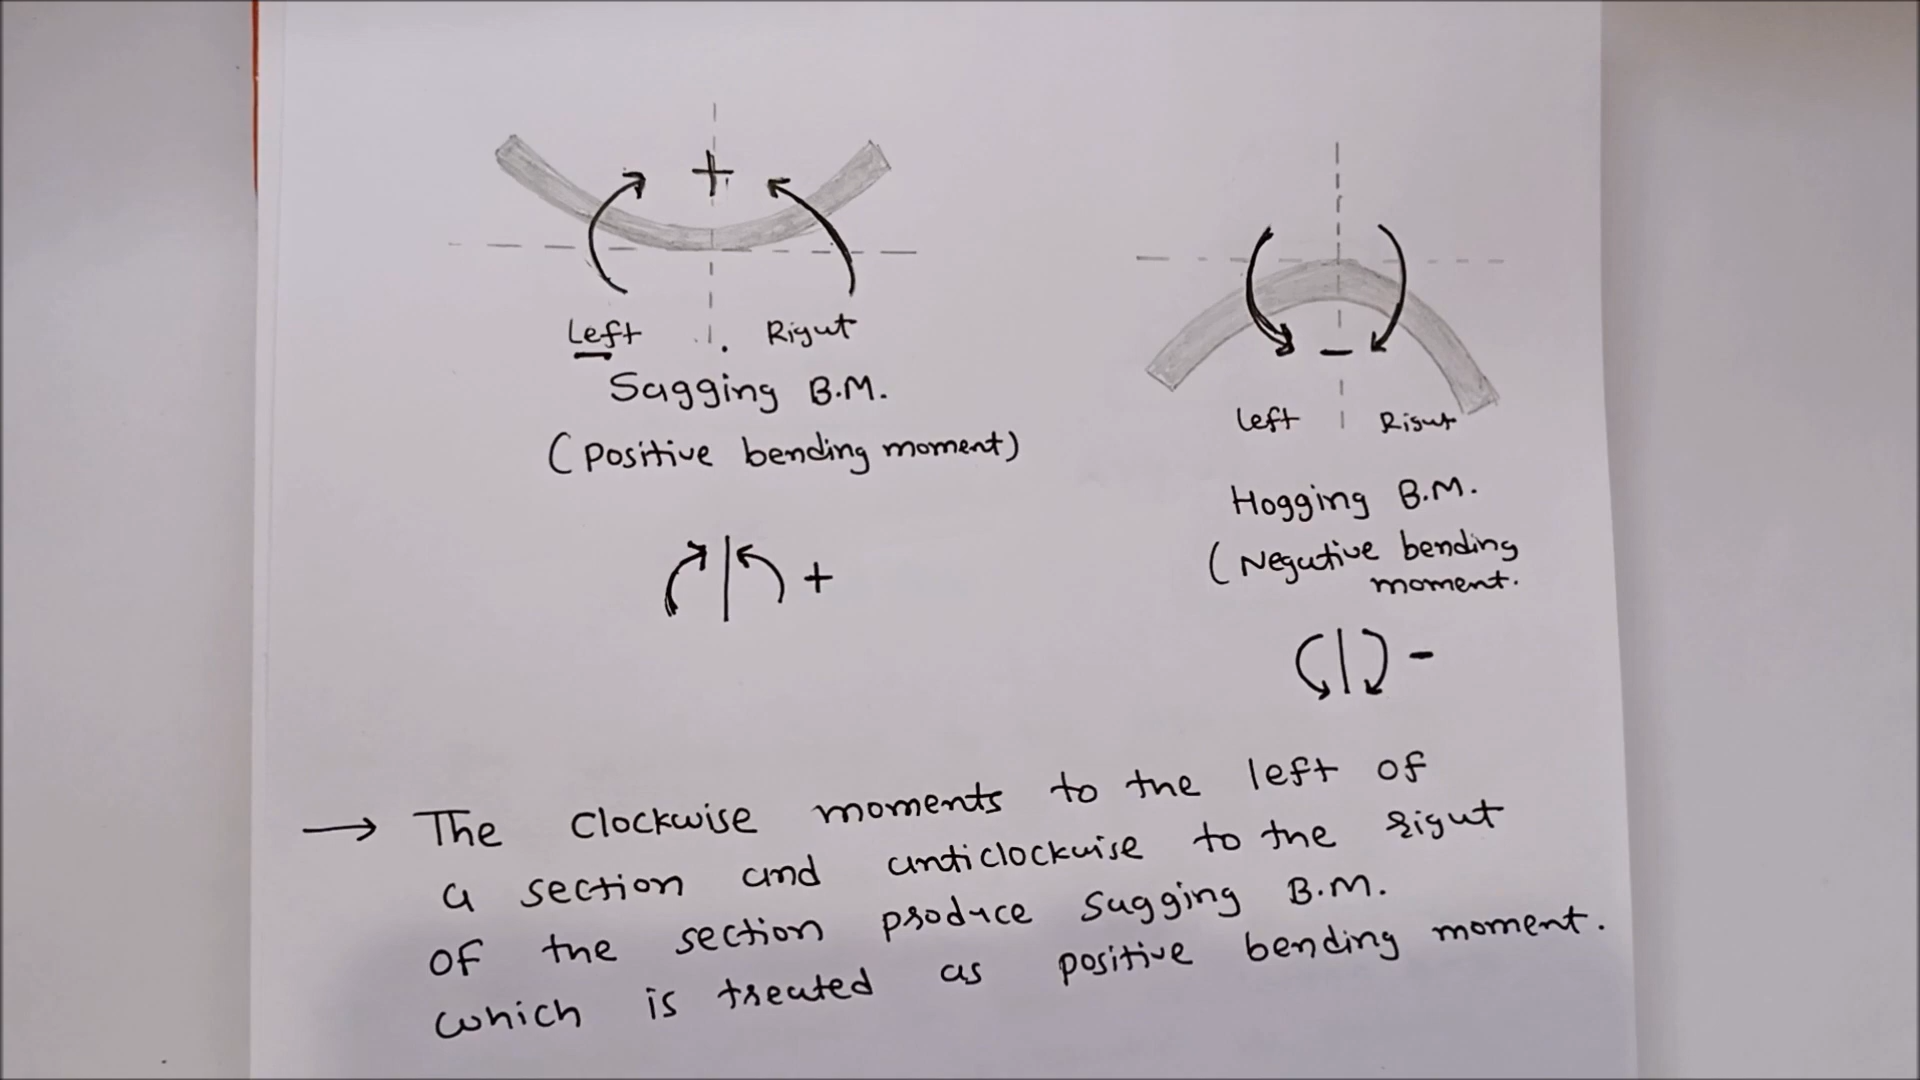 +
Left Right
Sagging B.M.
(Positive bending moment)
+
-
Left Right
Hogging B.M.
(Negative bending
moment.
-
→ The clockwise moments to the left of
a section and anticlockwise to the right
of the section produce sagging B.M.
which is treated as positive bending moment.